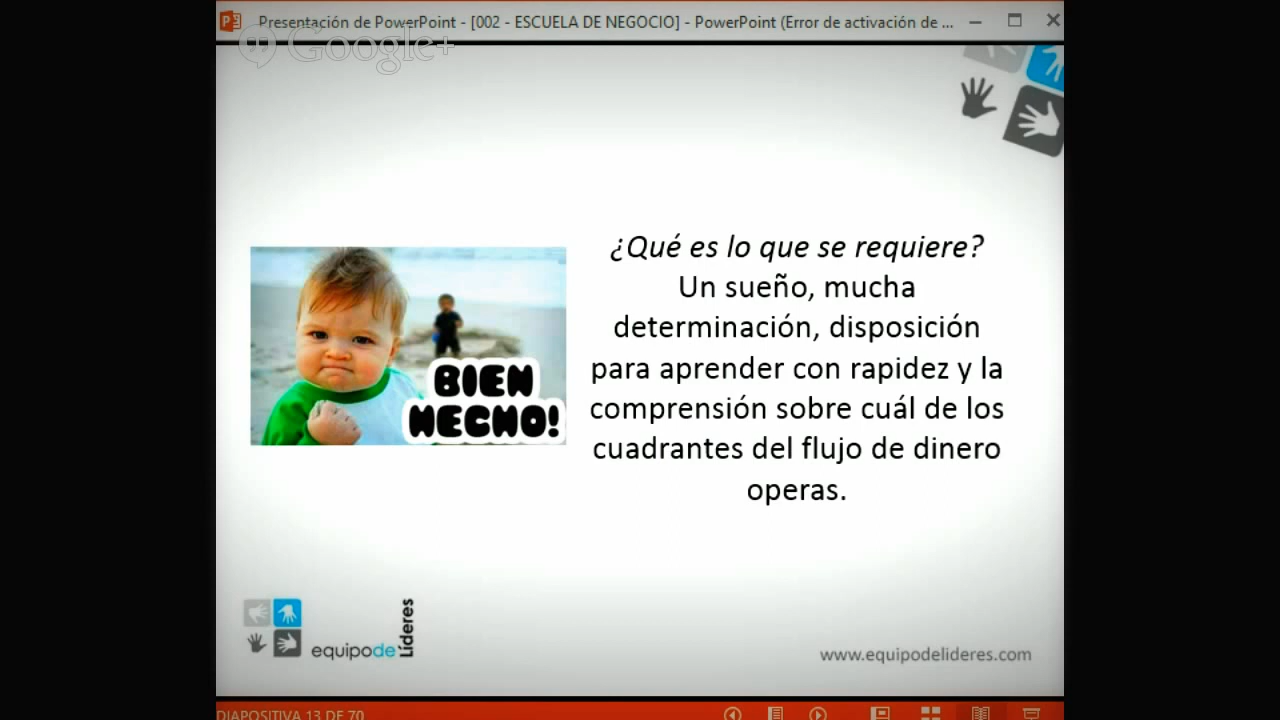 Presentación de PowerPoint - [002 - ESCUELA DE NEGOCIO] - PowerPoint (Error de activación de ...
Google+
¿Qué es lo que se requiere?
Un sueño, mucha
determinación, disposición
para aprender con rapidez y la
comprensión sobre cuál de los
cuadrantes del flujo de dinero
operas.
BIEN
HECHO!
equipode Líderes
www.equipodelideres.com
DIAPOSITIVA 13 DE 70